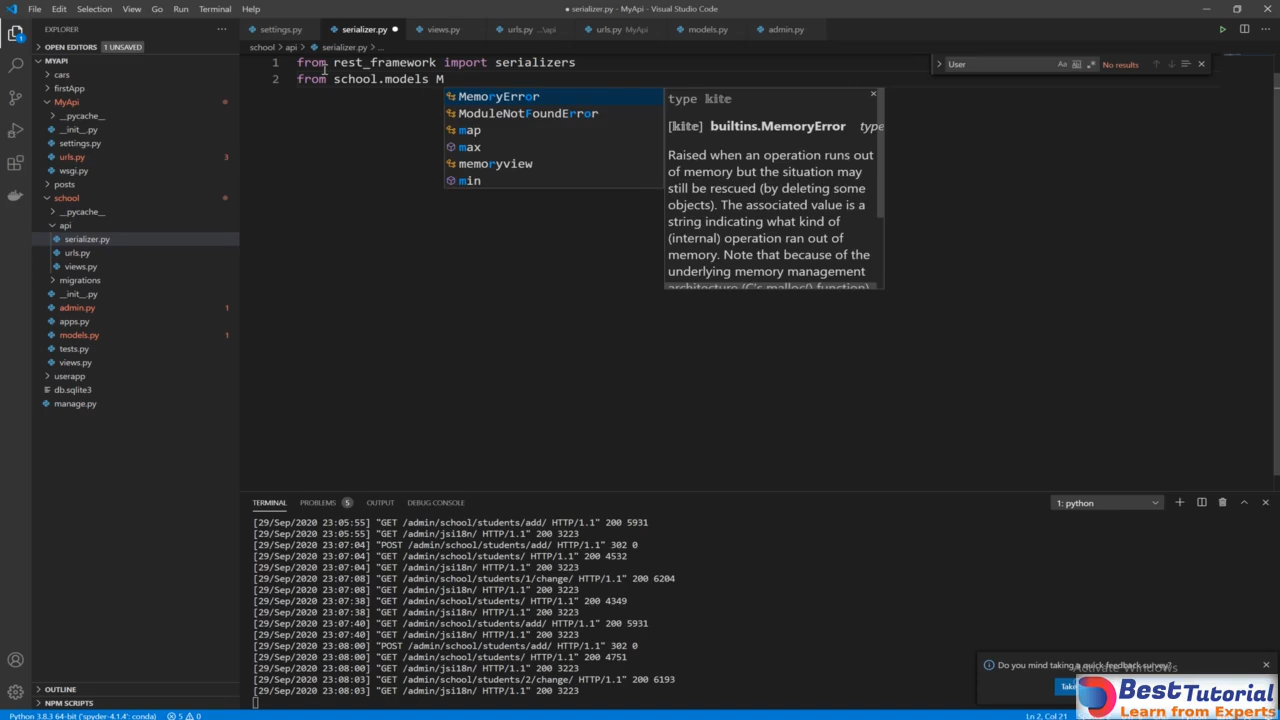 File Edit Selection View Go Run Terminal Help
● serializer.py - MyApi - Visual Studio Code
EXPLORER ···
settings.py serializer.py ● views.py urls.py ...\api urls.py MyApi models.py admin.py
OPEN EDITORS 1 UNSAVED
school > api > serializer.py > ...
MYAPI
cars
firstApp
MyApi
__pycache__
__init__.py
settings.py
urls.py 3
wsgi.py
posts
school
__pycache__
api
serializer.py
urls.py
views.py
migrations
__init__.py
admin.py 1
apps.py
models.py 1
tests.py
views.py
userapp
db.sqlite3
manage.py
OUTLINE
NPM SCRIPTS
1 from rest_framework import serializers
2 from school.models M
User Aa Ab .* No results
MemoryError
ModuleNotFoundError
map
max
memoryview
min
type kite
[kite] builtins.MemoryError type
Raised when an operation runs out
of memory but the situation may
still be rescued (by deleting some
objects). The associated value is a
string indicating what kind of
(internal) operation ran out of
memory. Note that because of the
underlying memory management
architecture (C's malloc() function)
TERMINAL PROBLEMS 5 OUTPUT DEBUG CONSOLE 1: python
[29/Sep/2020 23:05:55] "GET /admin/school/students/add/ HTTP/1.1" 200 5931
[29/Sep/2020 23:05:55] "GET /admin/jsi18n/ HTTP/1.1" 200 3223
[29/Sep/2020 23:07:04] "POST /admin/school/students/add/ HTTP/1.1" 302 0
[29/Sep/2020 23:07:04] "GET /admin/school/students/ HTTP/1.1" 200 4532
[29/Sep/2020 23:07:04] "GET /admin/jsi18n/ HTTP/1.1" 200 3223
[29/Sep/2020 23:07:08] "GET /admin/school/students/1/change/ HTTP/1.1" 200 6204
[29/Sep/2020 23:07:08] "GET /admin/jsi18n/ HTTP/1.1" 200 3223
[29/Sep/2020 23:07:38] "GET /admin/school/students/ HTTP/1.1" 200 4349
[29/Sep/2020 23:07:38] "GET /admin/jsi18n/ HTTP/1.1" 200 3223
[29/Sep/2020 23:07:40] "GET /admin/school/students/add/ HTTP/1.1" 200 5931
[29/Sep/2020 23:07:40] "GET /admin/jsi18n/ HTTP/1.1" 200 3223
[29/Sep/2020 23:08:00] "POST /admin/school/students/add/ HTTP/1.1" 302 0
[29/Sep/2020 23:08:00] "GET /admin/school/students/ HTTP/1.1" 200 4751
[29/Sep/2020 23:08:00] "GET /admin/jsi18n/ HTTP/1.1" 200 3223
[29/Sep/2020 23:08:03] "GET /admin/school/students/2/change/ HTTP/1.1" 200 6193
[29/Sep/2020 23:08:03] "GET /admin/jsi18n/ HTTP/1.1" 200 3223
Do you mind taking a quick feedback survey?
Activate Windows
Take
BestTutorial
Learn from Experts
Python 3.8.3 64-bit ('spyder-4.1.4': conda) 5 0 Ln 2, Col 21